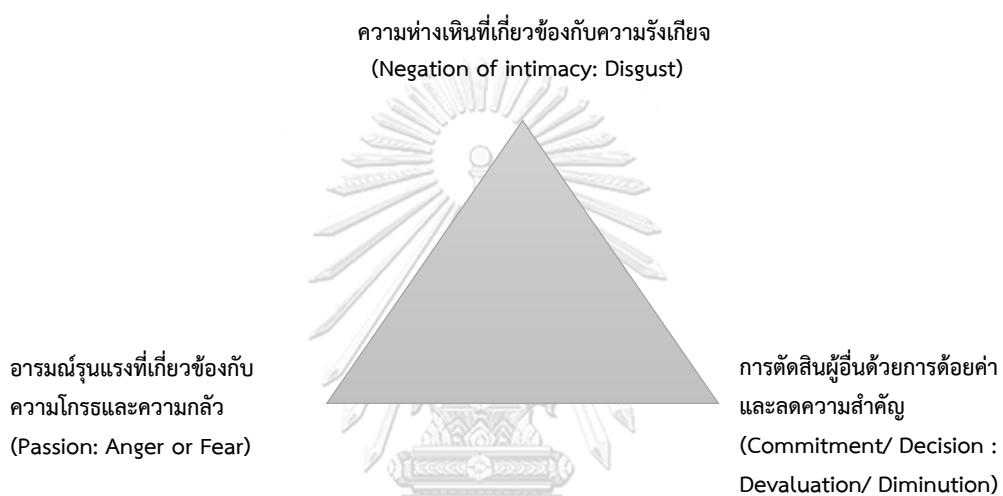 ความห่างเหินที่เกี่ยวข้องกับความรังเกียจ
(Negation of intimacy: Disgust)
อารมณ์รุนแรงที่เกี่ยวข้องกับ
ความโกรธและความกลัว
(Passion: Anger or Fear)
การตัดสินผู้อื่นด้วยการด้อยค่า
และลดความสำคัญ
(Commitment/ Decision :
Devaluation/ Diminution)